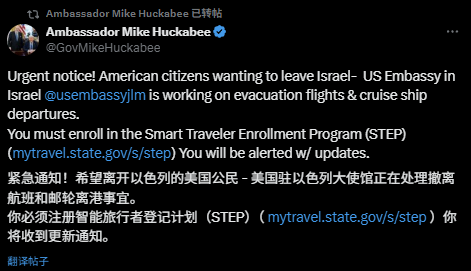 Ambassador Mike Huckabee 已转帖
Ambassador Mike Huckabee
@GovMikeHuckabee
Urgent notice! American citizens wanting to leave Israel- US Embassy in
Israel @usembassyjlm is working on evacuation flights & cruise ship
departures.
You must enroll in the Smart Traveler Enrollment Program (STEP)
(mytravel.state.gov/s/step) You will be alerted w/ updates.
紧急通知！希望离开以色列的美国公民 - 美国驻以色列大使馆正在处理撤离
航班和邮轮离港事宜。
你必须注册智能旅行者登记计划（STEP）（ mytravel.state.gov/s/step ）你
将收到更新通知。
翻译帖子